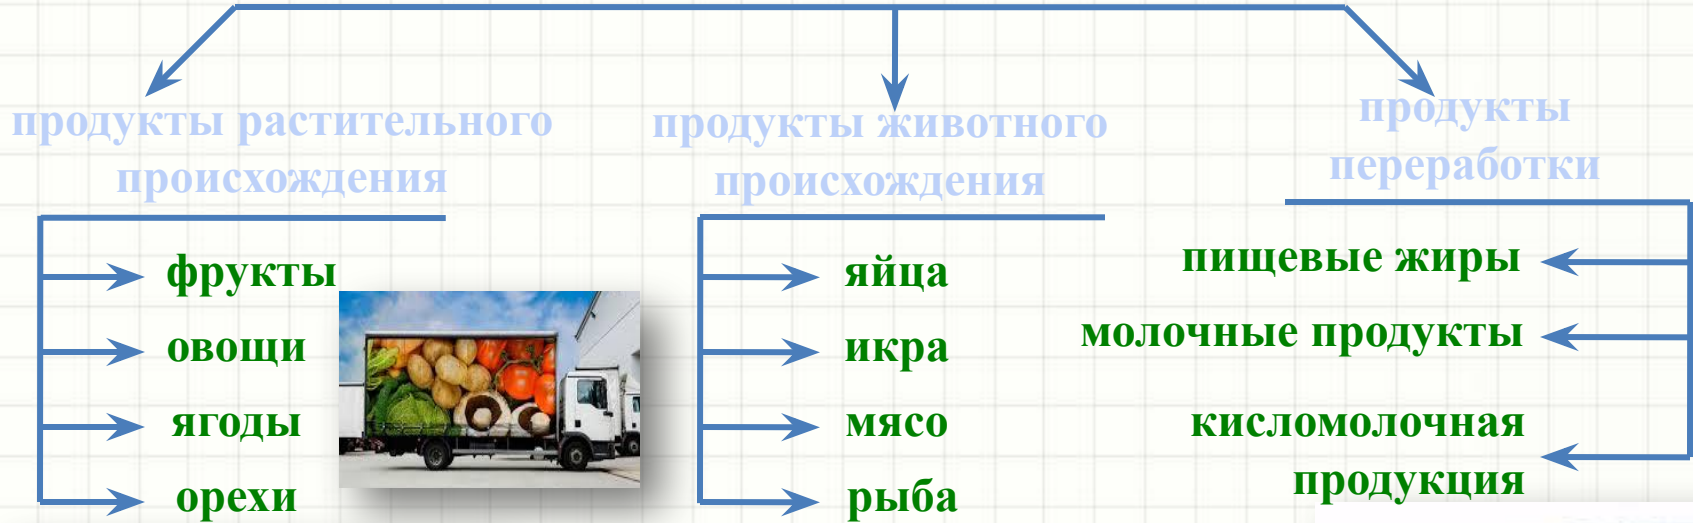 продукты растительного
происхождения
фрукты
овощи
ягоды
орехи
продукты животного
происхождения
яйца
икра
мясо
рыба
продукты
переработки
пищевые жиры
молочные продукты
кисломолочная
продукция